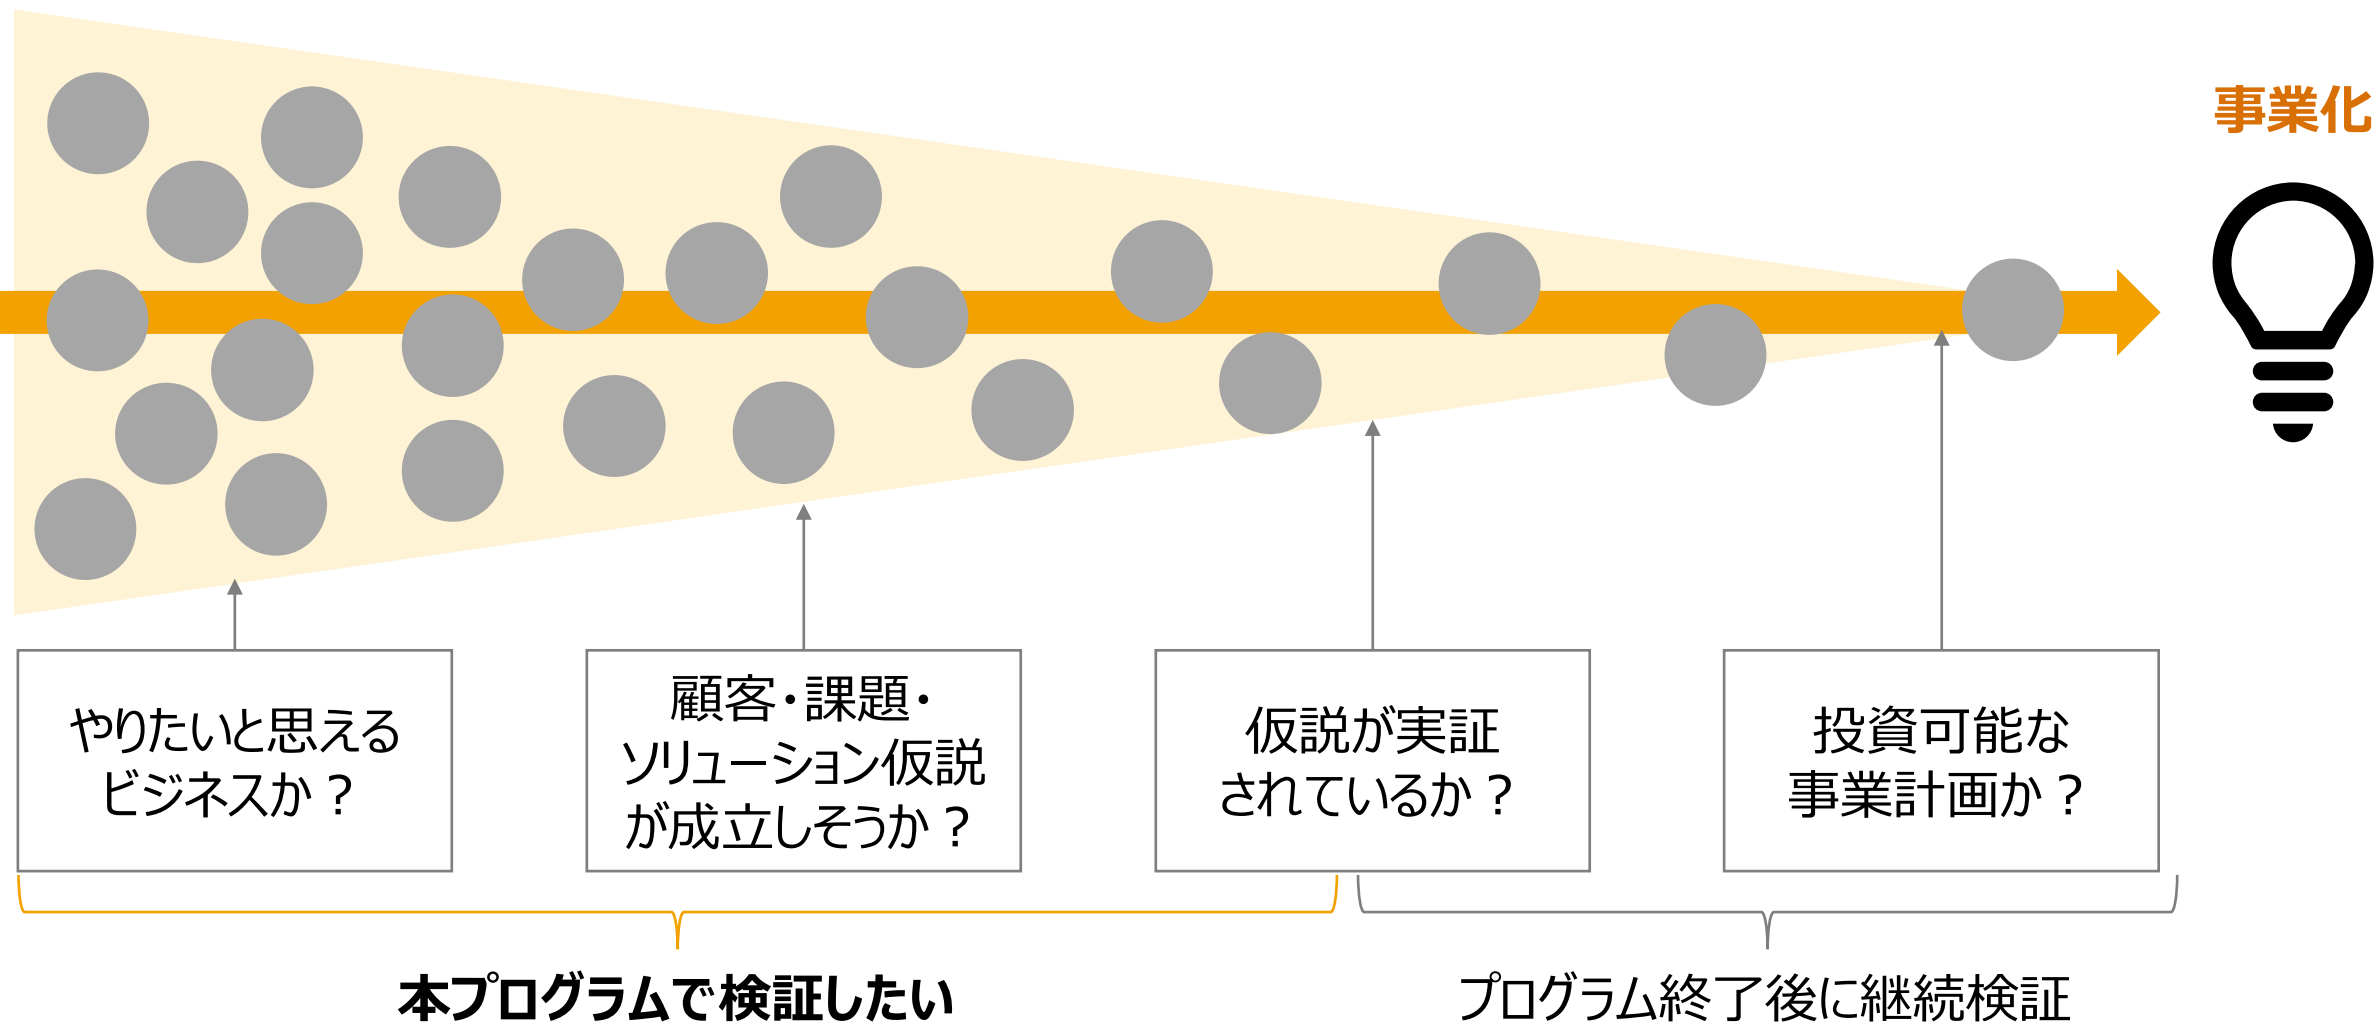 事業化
やりたいと思える
ビジネスか？
顧客・課題・
ソリューション仮説
が成立しそうか？
仮説が実証
されているか？
投資可能な
事業計画か？
本プログラムで検証したい
プログラム終了後に継続検証